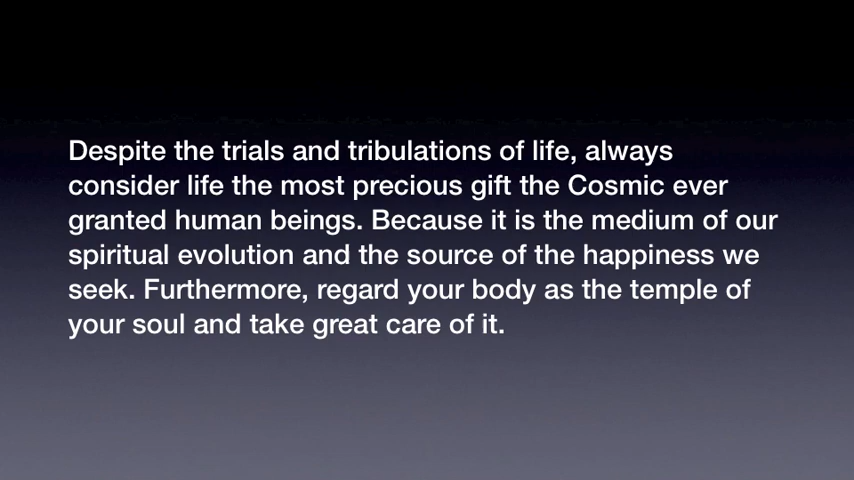 Despite the trials and tribulations of life, always
consider life the most precious gift the Cosmic ever
granted human beings. Because it is the medium of our
spiritual evolution and the source of the happiness we
seek. Furthermore, regard your body as the temple of
your soul and take great care of it.